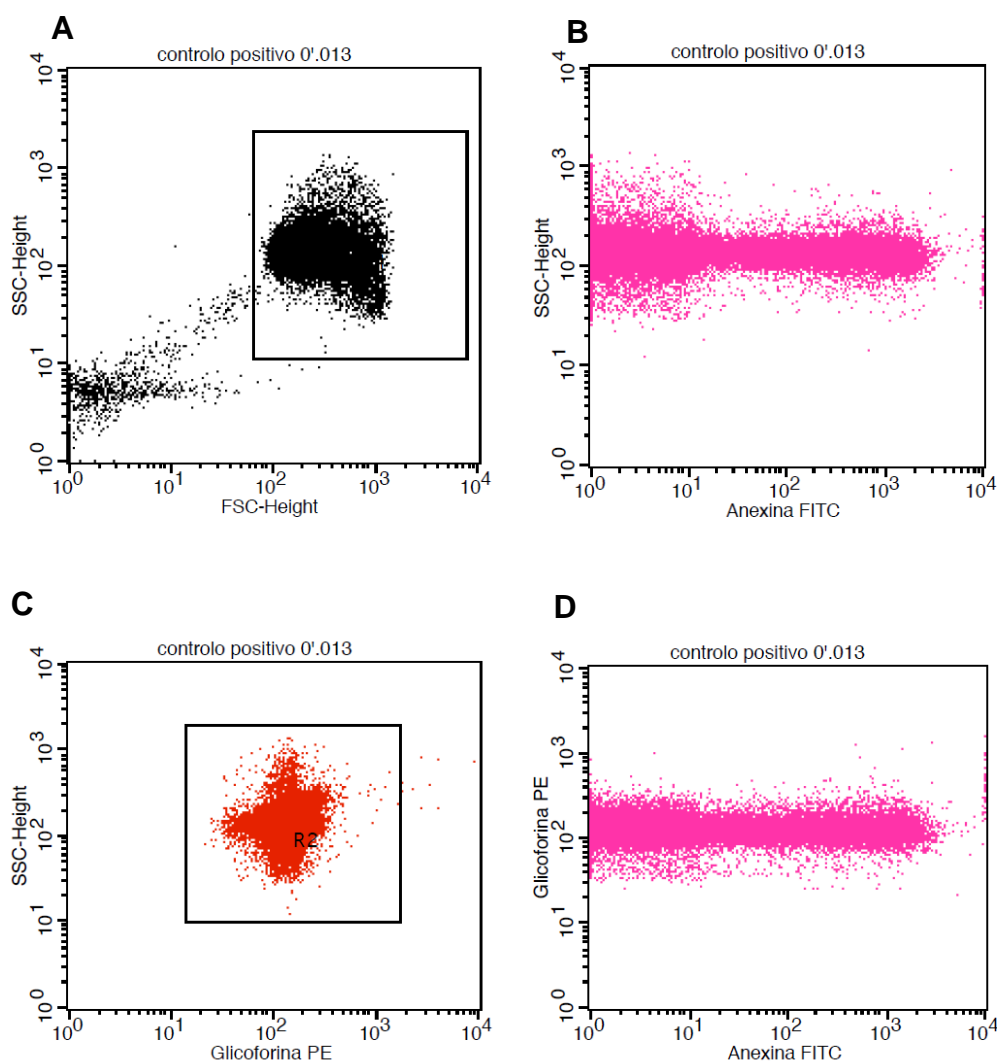 A
controlo positivo 0'.013
SSC-Height
10^0 10^1 10^2 10^3 10^4
10^0 10^1 10^2 10^3 10^4
FSC-Height
B
controlo positivo 0'.013
SSC-Height
10^0 10^1 10^2 10^3 10^4
10^0 10^1 10^2 10^3 10^4
Anexina FITC
C
controlo positivo 0'.013
SSC-Height
10^0 10^1 10^2 10^3 10^4
R2
10^0 10^1 10^2 10^3 10^4
Glicoforina PE
D
controlo positivo 0'.013
Glicoforina PE
10^0 10^1 10^2 10^3 10^4
10^0 10^1 10^2 10^3 10^4
Anexina FITC